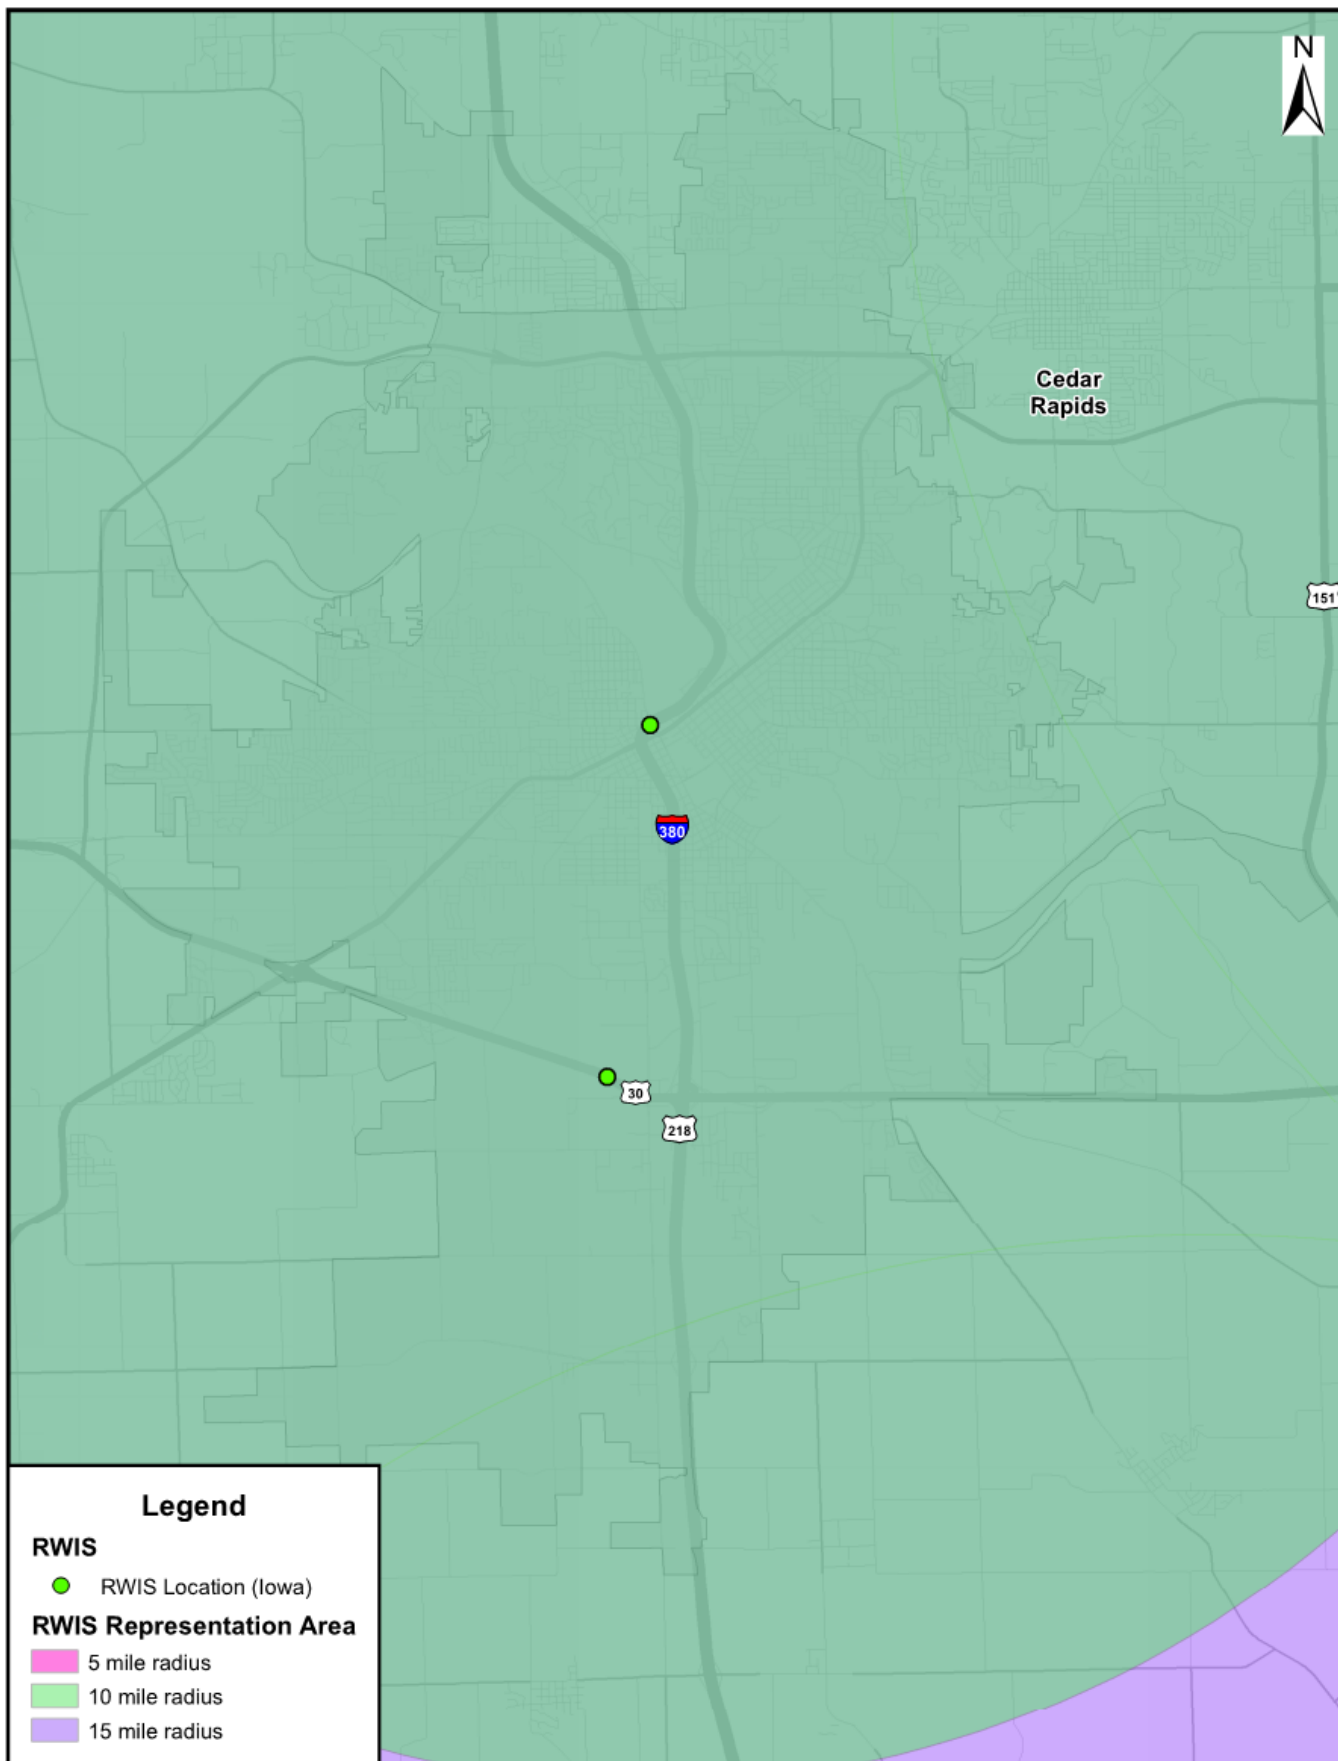 N
Cedar
Rapids
151
380
30
218
Legend
RWIS
RWIS Location (Iowa)
RWIS Representation Area
5 mile radius
10 mile radius
15 mile radius